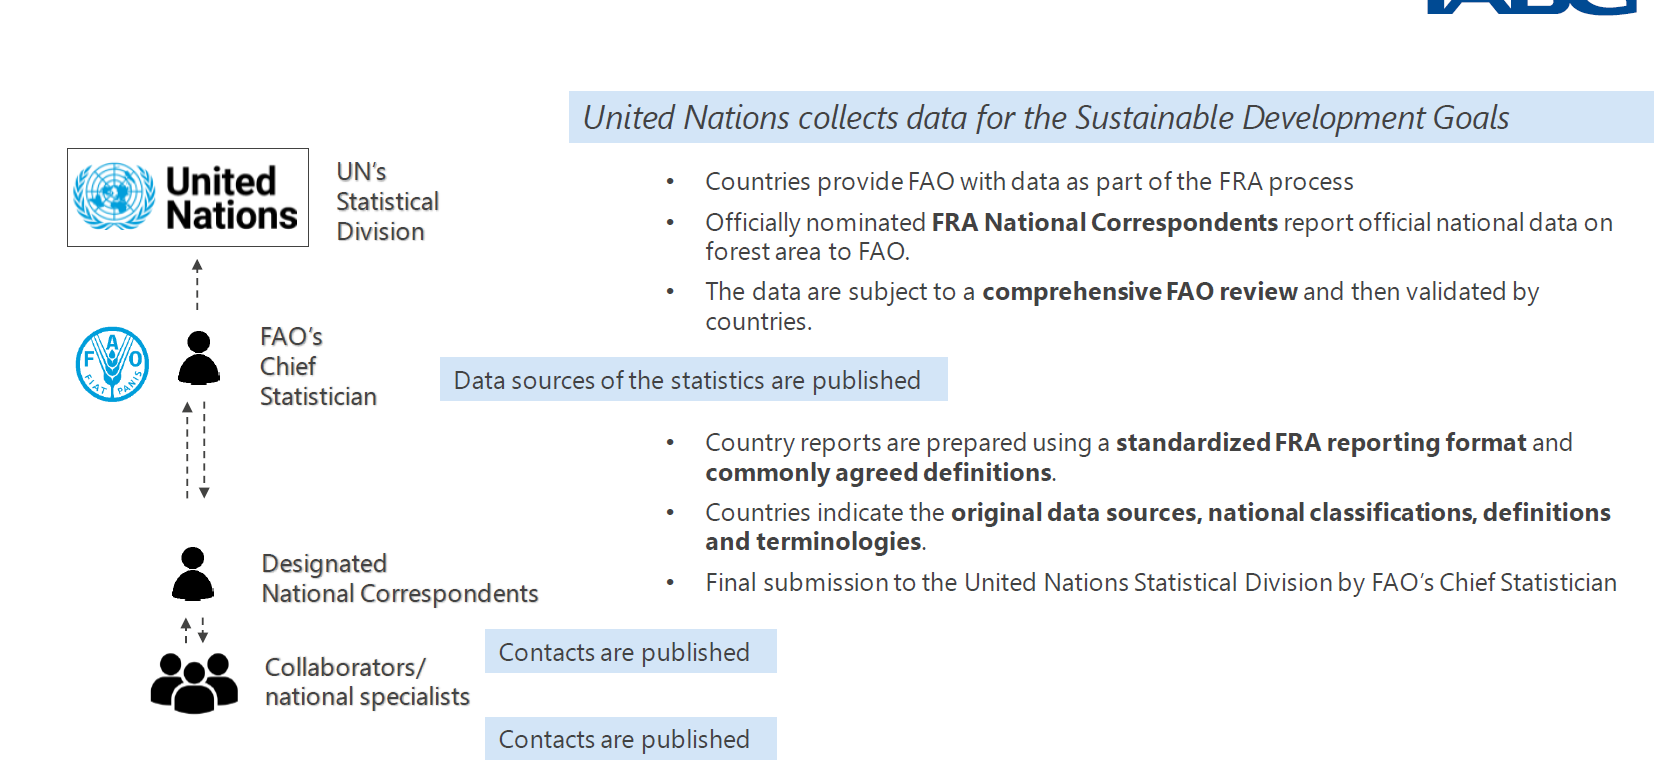 IABG
United Nations collects data for the Sustainable Development Goals
United
Nations
UN's
Statistical
Division
• Countries provide FAO with data as part of the FRA process
• Officially nominated FRA National Correspondents report official national data on
forest area to FAO.
• The data are subject to a comprehensive FAO review and then validated by
countries.
F A O
FIAT PANIS
FAO's
Chief
Statistician
Data sources of the statistics are published
• Country reports are prepared using a standardized FRA reporting format and
commonly agreed definitions.
• Countries indicate the original data sources, national classifications, definitions
and terminologies.
• Final submission to the United Nations Statistical Division by FAO's Chief Statistician
Designated
National Correspondents
Contacts are published
Collaborators/
national specialists
Contacts are published